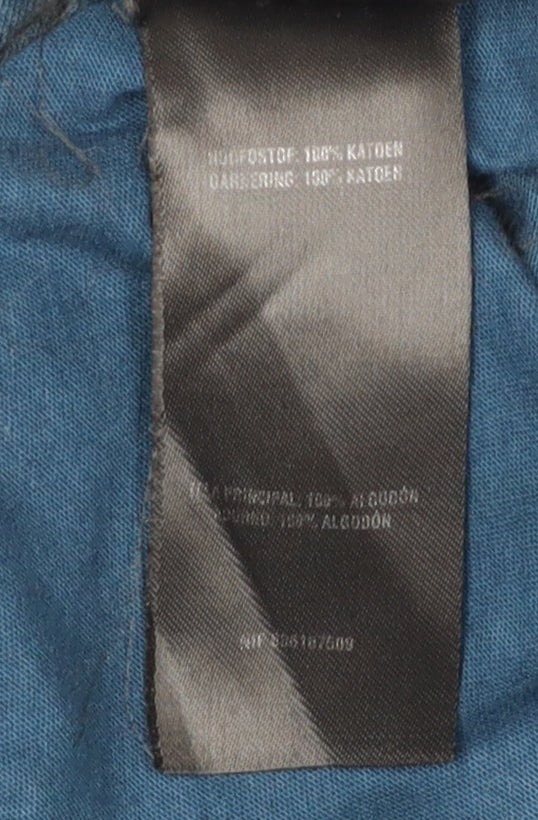 HOOFDSTOF: 100% KATOEN
GARNERING: 100% KATOEN
PRINCIPAL: 100% ALGODÓN
100% ALGODÓN
NIF